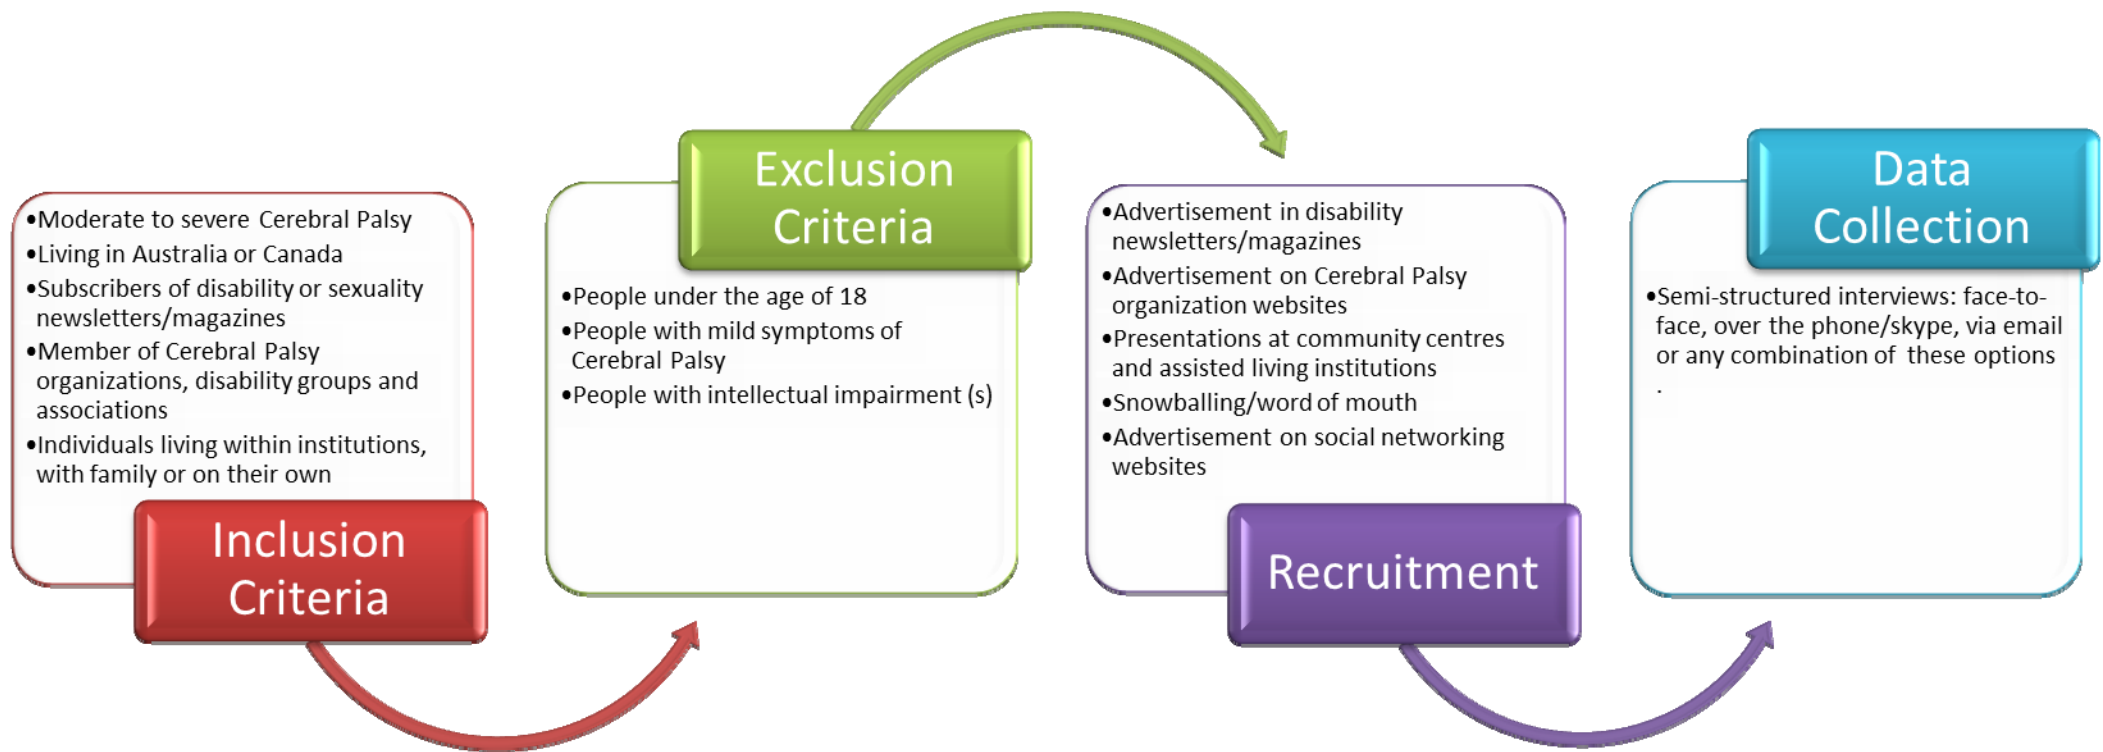 •Moderate to severe Cerebral Palsy
•Living in Australia or Canada
•Subscribers of disability or sexuality
newsletters/magazines
•Member of Cerebral Palsy
organizations, disability groups and
associations
•Individuals living within institutions,
with family or on their own
Inclusion
Criteria
Exclusion
Criteria
•People under the age of 18
•People with mild symptoms of
Cerebral Palsy
•People with intellectual impairment (s)
•Advertisement in disability
newsletters/magazines
•Advertisement on Cerebral Palsy
organization websites
•Presentations at community centres
and assisted living institutions
•Snowballing/word of mouth
•Advertisement on social networking
websites
Recruitment
Data
Collection
•Semi-structured interviews: face-to-
face, over the phone/skype, via email
or any combination of these options
.